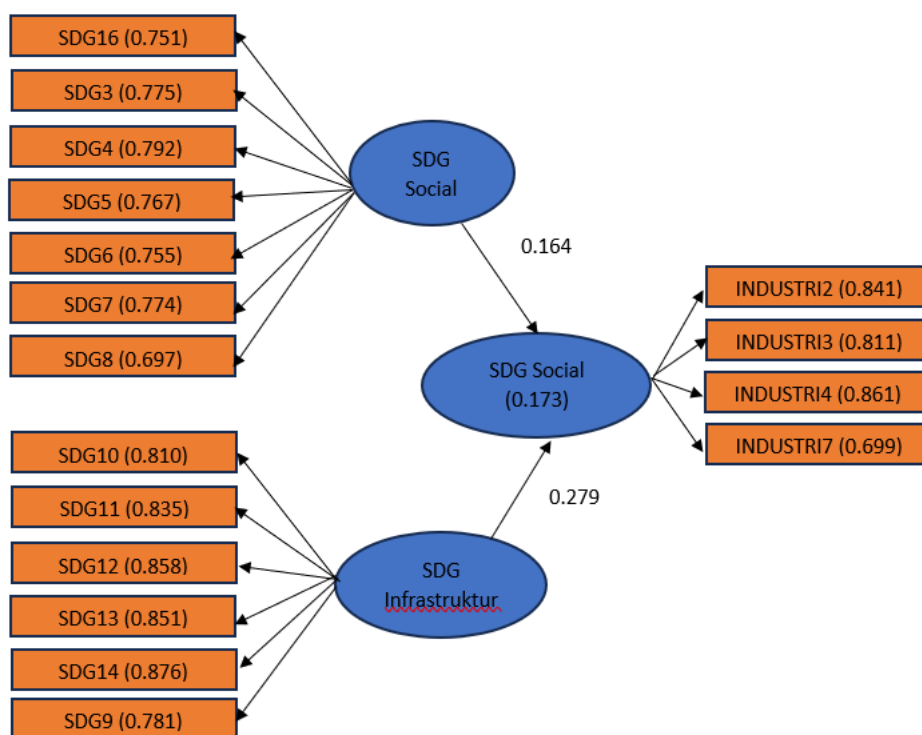 SDG16 (0.751)
SDG3 (0.775)
SDG4 (0.792)
SDG5 (0.767)
SDG6 (0.755)
SDG7 (0.774)
SDG8 (0.697)
SDG
Social
0.164
SDG Social
(0.173)
INDUSTRI2 (0.841)
INDUSTRI3 (0.811)
INDUSTRI4 (0.861)
INDUSTRI7 (0.699)
SDG10 (0.810)
SDG11 (0.835)
SDG12 (0.858)
SDG13 (0.851)
SDG14 (0.876)
SDG9 (0.781)
SDG
Infrastruktur
0.279